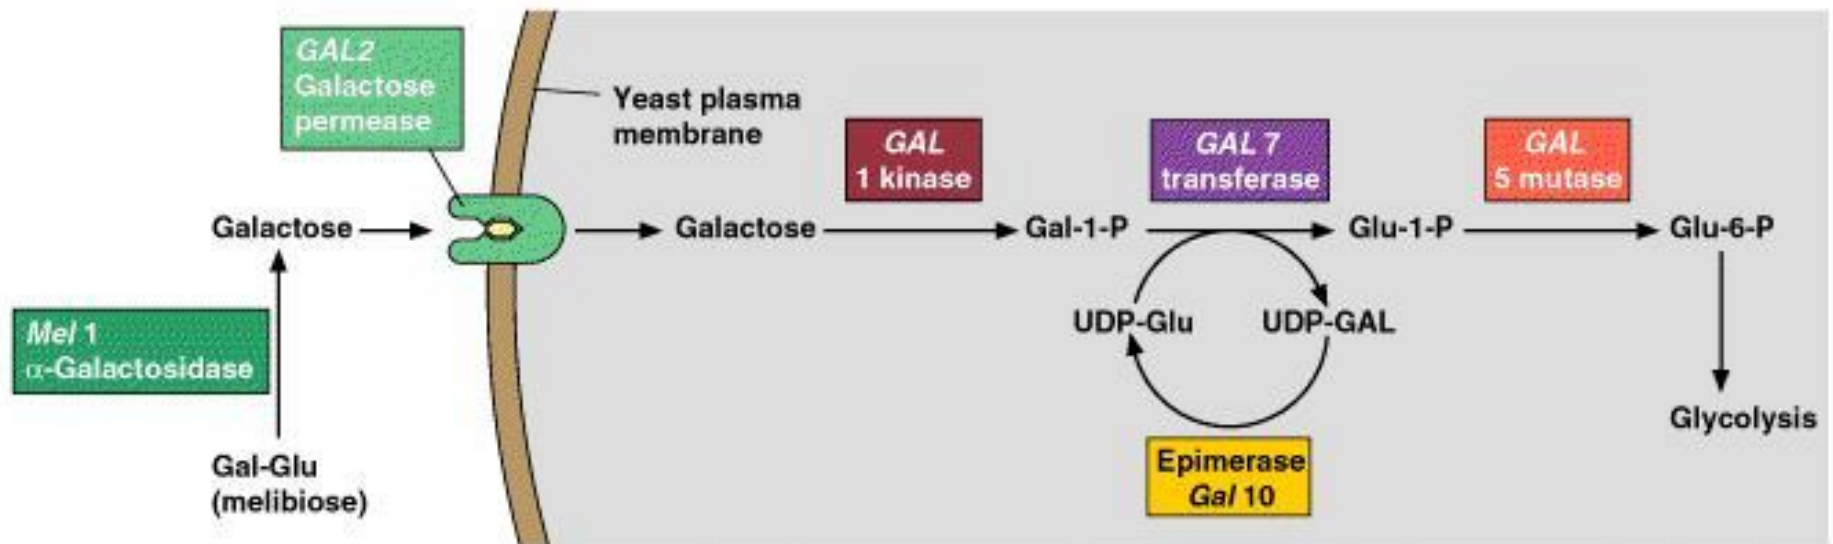 GAL2
Galactose
permease
Yeast plasma
membrane
GAL
1 kinase
GAL 7
transferase
GAL
5 mutase
Galactose
Galactose
Gal-1-P
Glu-1-P
Glu-6-P
Mel 1
α-Galactosidase
UDP-Glu
UDP-GAL
Glycolysis
Gal-Glu
(melibiose)
Epimerase
Gal 10